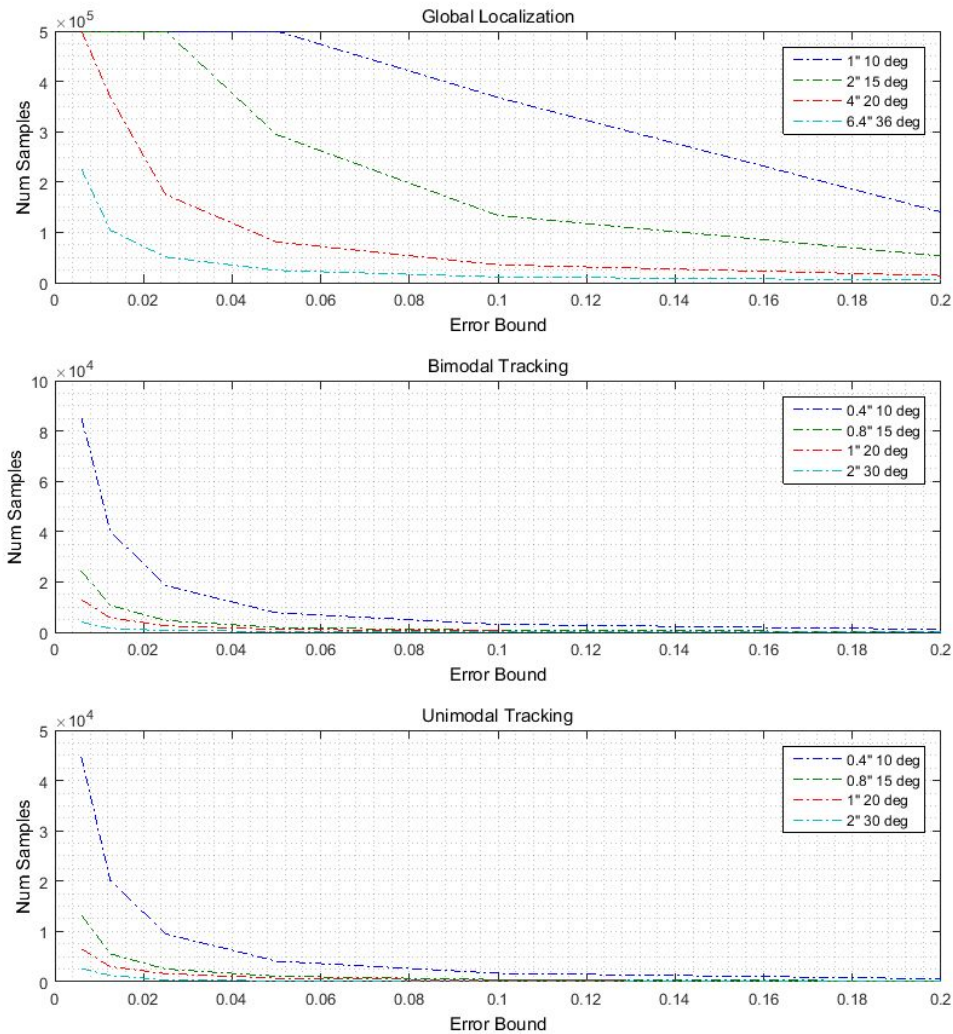 Global Localization
× 10⁵
5
4
3
2
1
0
Num Samples
0 0.02 0.04 0.06 0.08 0.1 0.12 0.14 0.16 0.18 0.2
Error Bound
1" 10 deg
2" 15 deg
4" 20 deg
6.4" 36 deg
Bimodal Tracking
× 10⁴
10
8
6
4
2
0
Num Samples
0 0.02 0.04 0.06 0.08 0.1 0.12 0.14 0.16 0.18 0.2
Error Bound
0.4" 10 deg
0.8" 15 deg
1" 20 deg
2" 30 deg
Unimodal Tracking
× 10⁴
5
4
3
2
1
0
Num Samples
0 0.02 0.04 0.06 0.08 0.1 0.12 0.14 0.16 0.18 0.2
Error Bound
0.4" 10 deg
0.8" 15 deg
1" 20 deg
2" 30 deg